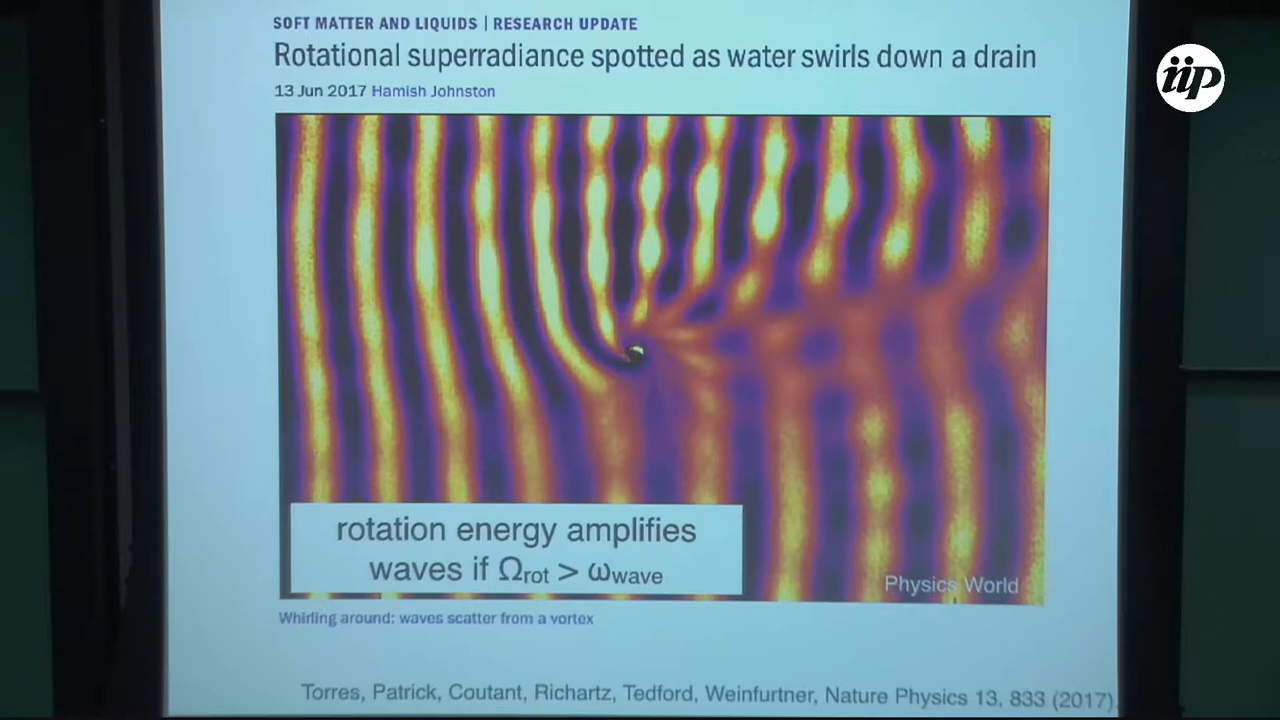 SOFT MATTER AND LIQUIDS | RESEARCH UPDATE
Rotational superradiance spotted as water swirls down a drain
13 Jun 2017 Hamish Johnston
iip
rotation energy amplifies
waves if Ωrot > ωwave
Physics World
Whirling around: waves scatter from a vortex
Torres, Patrick, Coutant, Richartz, Tedford, Weinfurtner, Nature Physics 13, 833 (2017)